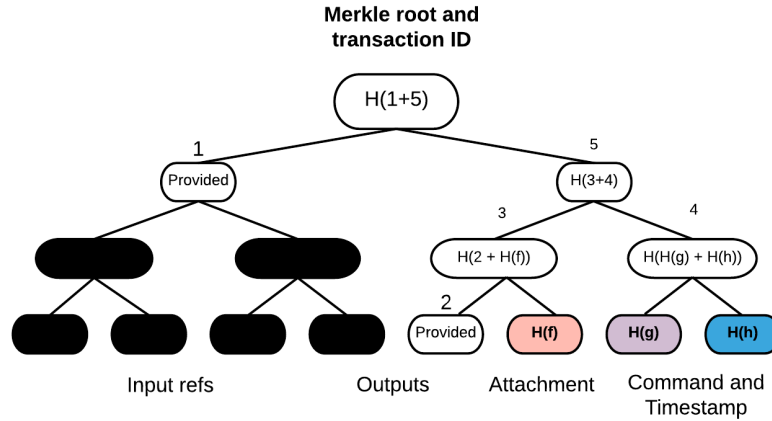 Merkle root and
transaction ID
H(1+5)
1
5
Provided
H(3+4)
3
4
H(2 + H(f))
H(H(g) + H(h))
2
Provided
H(f)
H(g)
H(h)
Input refs
Outputs
Attachment
Command and
Timestamp